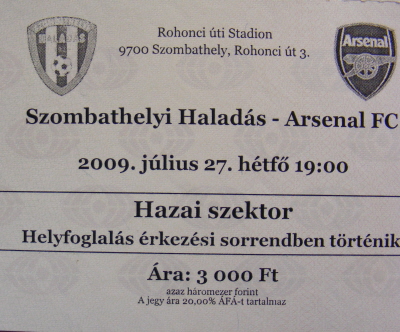 Rohonci úti Stadion
9700 Szombathely, Rohonci út 3.
HALADÁS
Arsenal
Szombathelyi Haladás - Arsenal FC
2009. július 27. hétfő 19:00
Hazai szektor
Helyfoglalás érkezési sorrendben történik
Ára: 3 000 Ft
azaz háromezer forint
A jegy ára 20,00% ÁFÁ-t tartalmaz